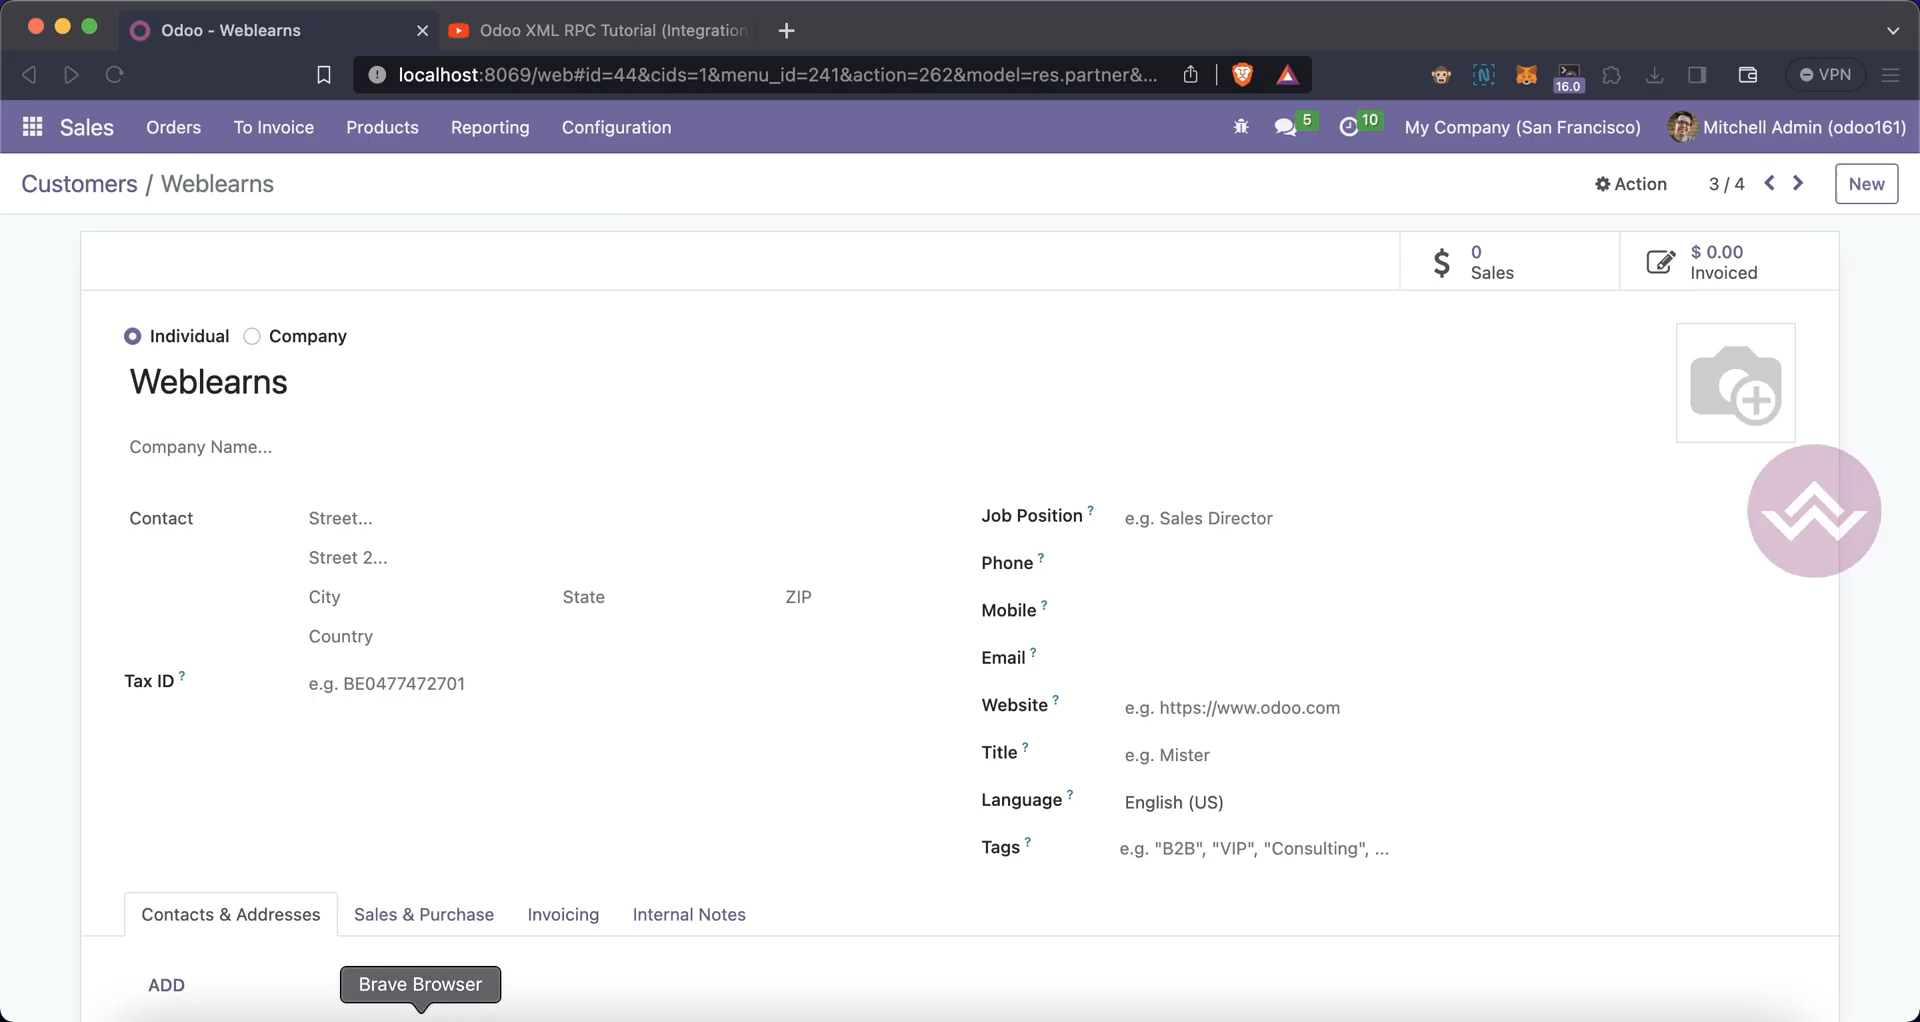 Odoo - Weblearns
Odoo XML RPC Tutorial (Integration
localhost:8069/web#id=44&cids=1&menu_id=241&action=262&model=res.partner&...
16.0
VPN
Sales
Orders
To Invoice
Products
Reporting
Configuration
5
10
My Company (San Francisco)
Mitchell Admin (odoo161)
Customers / Weblearns
Action
3 / 4
New
0
Sales
$ 0.00
Invoiced
Individual
Company
Weblearns
Company Name...
Contact
Street...
Street 2...
City
State
ZIP
Country
Tax ID ?
e.g. BE0477472701
Job Position ?
e.g. Sales Director
Phone ?
Mobile ?
Email ?
Website ?
e.g. https://www.odoo.com
Title ?
e.g. Mister
Language ?
English (US)
Tags ?
e.g. "B2B", "VIP", "Consulting", ...
Contacts & Addresses
Sales & Purchase
Invoicing
Internal Notes
ADD
Brave Browser